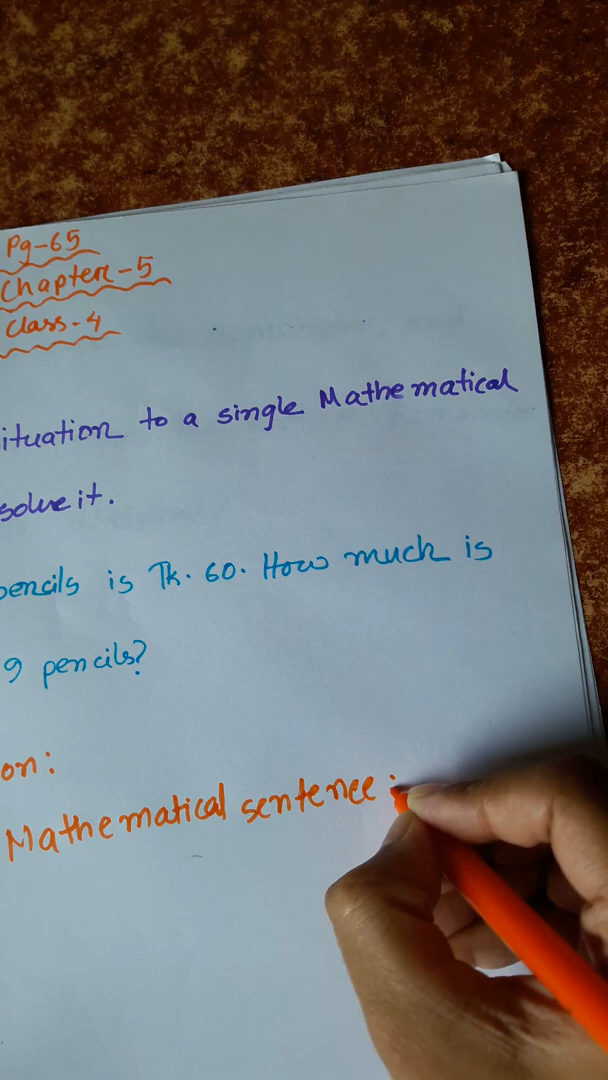 Pg-65
Chapter-5
Class-4
ituation to a single Mathematical
solve it.
pencils is Tk. 60. How much is
9 pencils?
on:
Mathematical sentence :